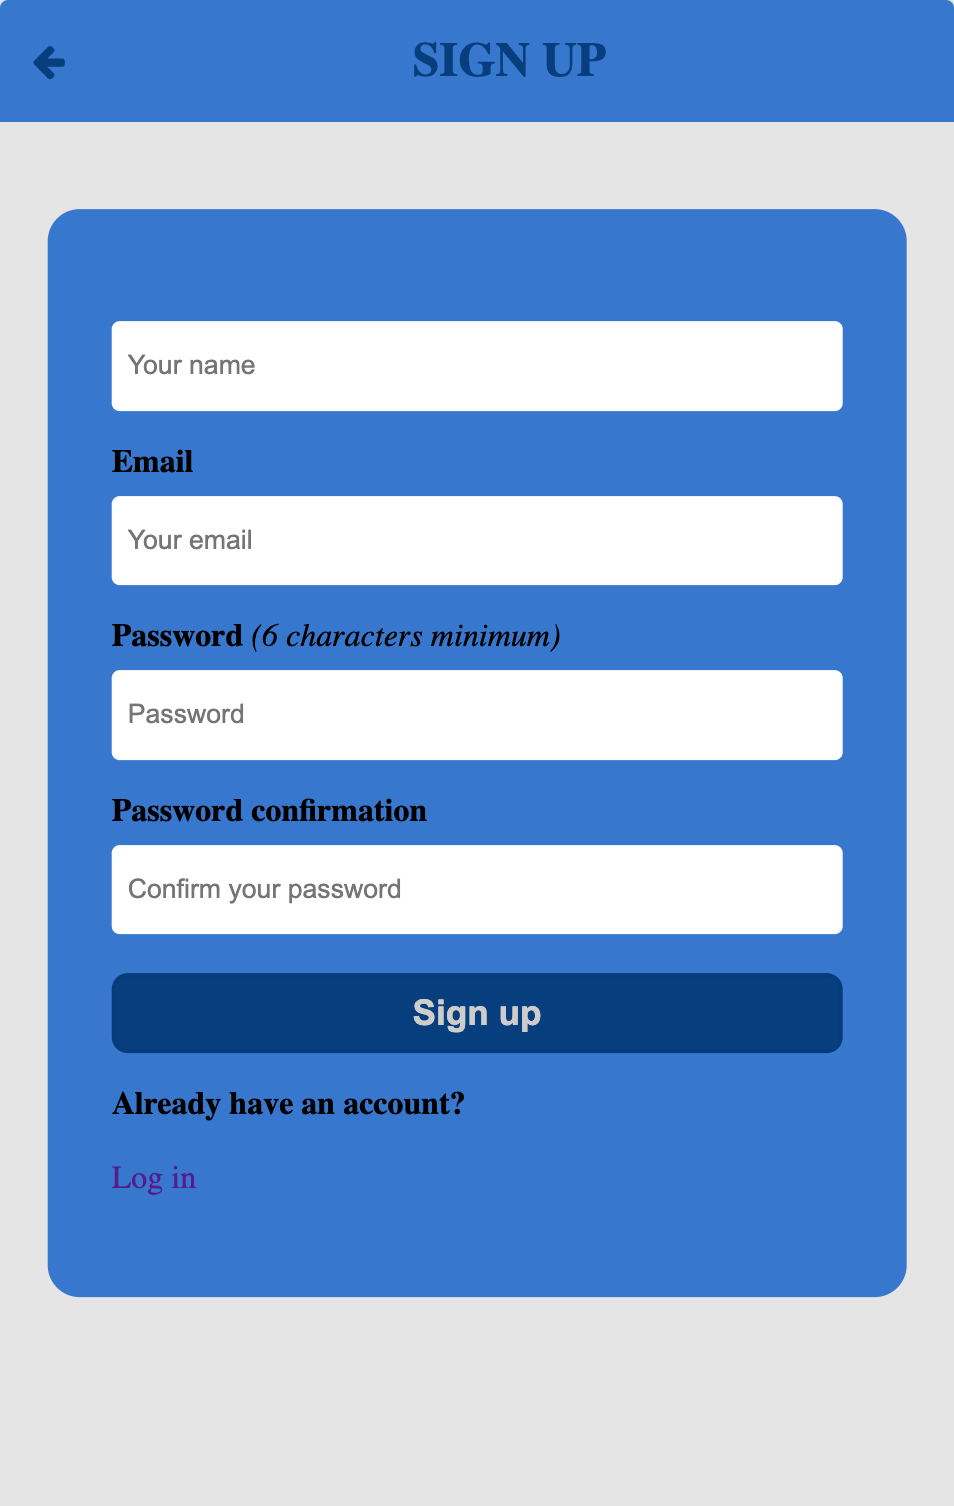 SIGN UP
Your name
Email
Your email
Password (6 characters minimum)
Password
Password confirmation
Confirm your password
Sign up
Already have an account?
Log in